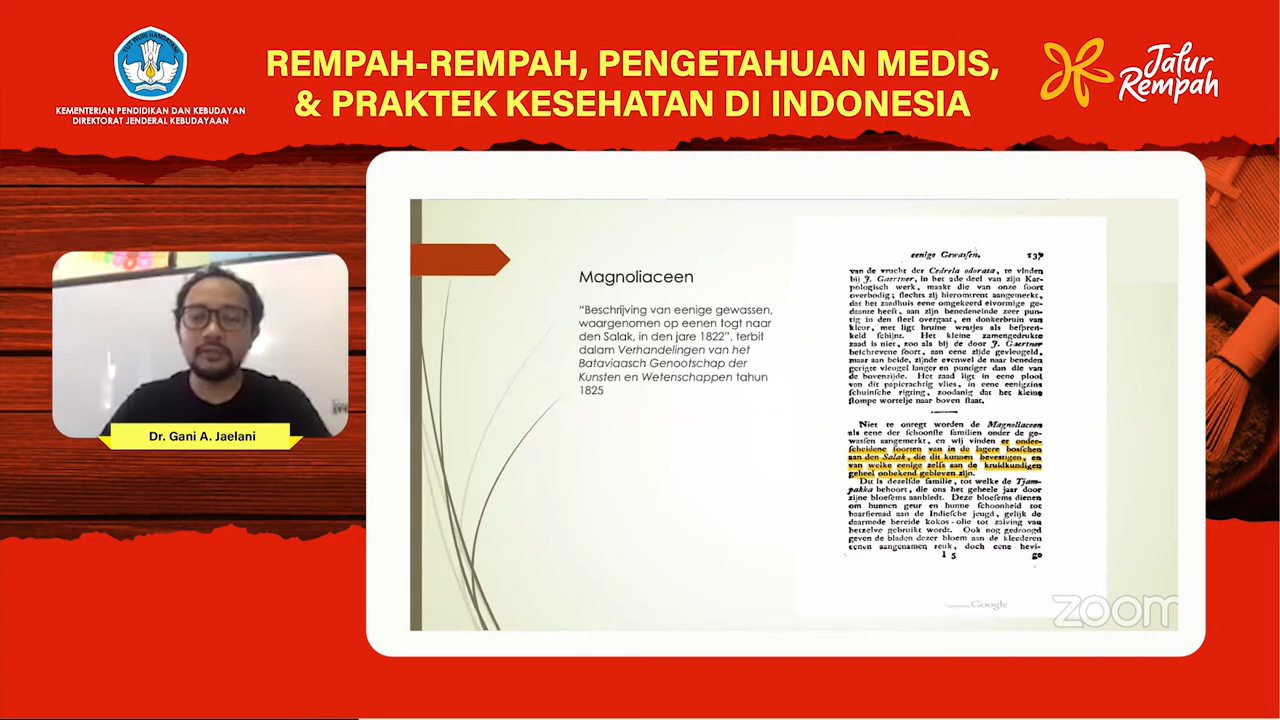 TUT WURI HANDAYANI
KEMENTERIAN PENDIDIKAN DAN KEBUDAYAAN
DIREKTORAT JENDERAL KEBUDAYAAN
REMPAH-REMPAH, PENGETAHUAN MEDIS,
& PRAKTEK KESEHATAN DI INDONESIA
Jalur
Rempah
Dr. Gani A. Jaelani
Magnoliaceen
“Beschrijving van eenige gewassen,
waargenomen op eenen togt naar
den Salak, in den jare 1822”, terbit
dalam Verhandelingen van het
Bataviaasch Genootschap der
Kunsten en Wetenschappen tahun
1825
eenige Gewaſſen. 137
van de vrucht der Cedrela odorata, te vinden
bij J. Gaertner, in het 2de deel van zijn Kar-
pologisch werk, maakt die van onze ſoort
overbodig; ſlechts zij hieromtrent aangemerkt,
dat het zaadhuis eene omgekeerd eivormige ge-
daante heeft, aan zijn benedeneinde zeer pun-
tig in den ſteel overgaat, en donkerbruin van
kleur, met ligt bruine wratjes als beſpren-
keld ſchijnt. Het kleine zamengedrukte
zaad is niet, zoo als bij de door J. Gaertner
beſchrevene ſoort, aan eene zijde gevleugeld,
maar aan beide, zijnde evenwel de naar beneden
gerigte vleugel langer en puntiger dan die van
de bovenzijde. Het zaad ligt in eene plooi
van dit papierachtig vlies, in eene eenigzins
ſchuinſche rigting, zoodanig dat het kleine
ſtompe worteltje naar boven ſtaat.
Niet te onregt worden de Magnoliaceen
als eene der ſchoonſte familien onder de ge-
wasſen aangemerkt, en wij vinden er onder-
ſcheidene ſoorten van in de lagere bosſchen
aan den Salak, die dit kunnen bevestigen, en
van welke eenige zelfs aan de kruidkundigen
geheel onbekend gebleven zijn.
Dit is dezelfde familie, tot welke de Tjam-
pakka behoort, die ons het geheele jaar door
zijne bloeſems aanbiedt. Deze bloeſems dienen
om hunnen geur en hunne ſchoonheid tot
haarſieraad aan de Indieſche jeugd, gelijk de
daarmede bereide kokos-olie tot zalving van
hetzelve gebruikt wordt. Ook nog gedroogd
geven de bladen dezer bloem aan de kleederen
eenen aangenamen reuk, doch eene hevi-
I 5 ge
Google
zoom